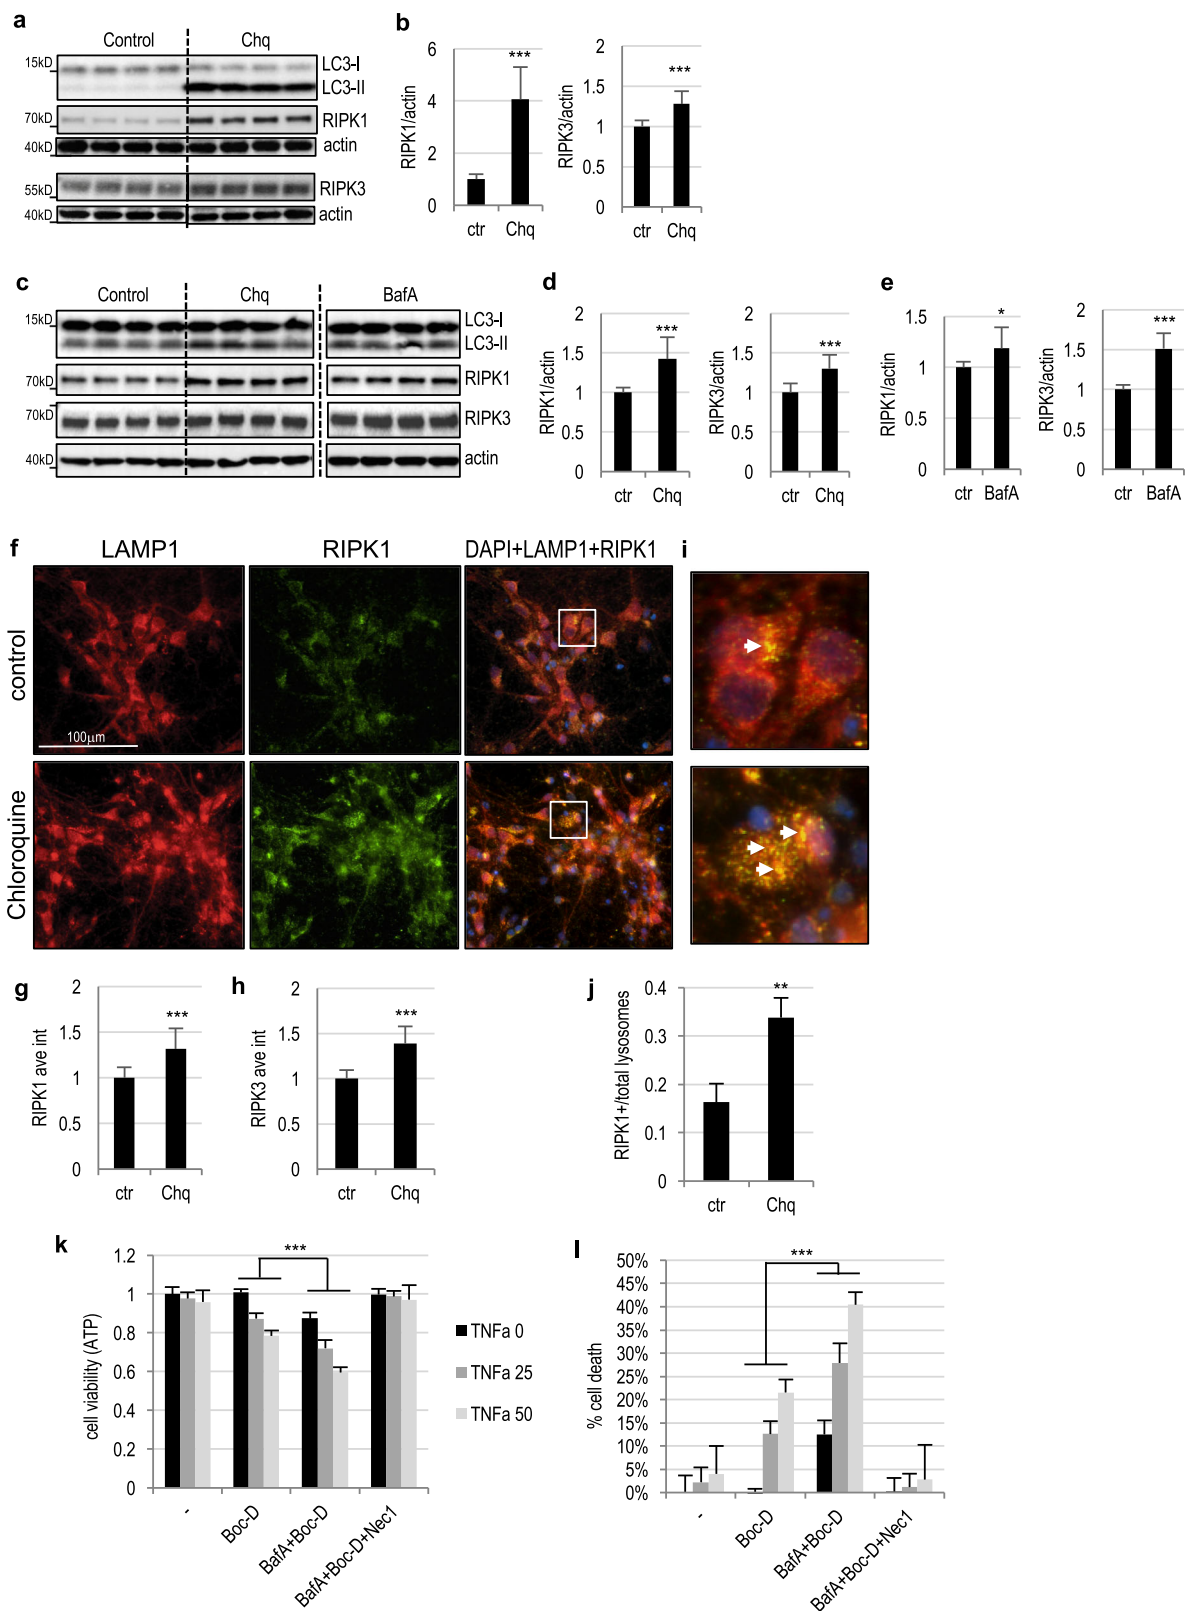 a
Control
Chq
15kD
LC3-I
LC3-II
70kD
RIPK1
40kD
actin
55kD
RIPK3
40kD
actin
b
RIPK1/actin
6
4
2
0
***
ctr
Chq
RIPK3/actin
2
1.5
1
0.5
0
***
ctr
Chq
c
Control
Chq
BafA
15kD
LC3-I
LC3-II
70kD
RIPK1
70kD
RIPK3
40kD
actin
d
RIPK1/actin
2
1.5
1
0.5
0
***
ctr
Chq
RIPK3/actin
2
1.5
1
0.5
0
***
ctr
Chq
e
RIPK1/actin
1.5
1
0.5
0
*
ctr
BafA
RIPK3/actin
2
1.5
1
0.5
0
***
ctr
BafA
f
LAMP1
RIPK1
DAPI+LAMP1+RIPK1
i
control
100μm
Chloroquine
g
RIPK1 ave int
2
1.5
1
0.5
0
***
ctr
Chq
h
RIPK3 ave int
2
1.5
1
0.5
0
***
ctr
Chq
j
RIPK1+/total lysosomes
0.4
0.3
0.2
0.1
0
**
ctr
Chq
k
cell viability (ATP)
1.2
1
0.8
0.6
0.4
0.2
0
***
-
Boc-D
BafA+Boc-D
BafA+Boc-D+Nec1
TNFa 0
TNFa 25
TNFa 50
l
% cell death
50%
45%
40%
35%
30%
25%
20%
15%
10%
5%
0%
***
-
Boc-D
BafA+Boc-D
BafA+Boc-D+Nec1